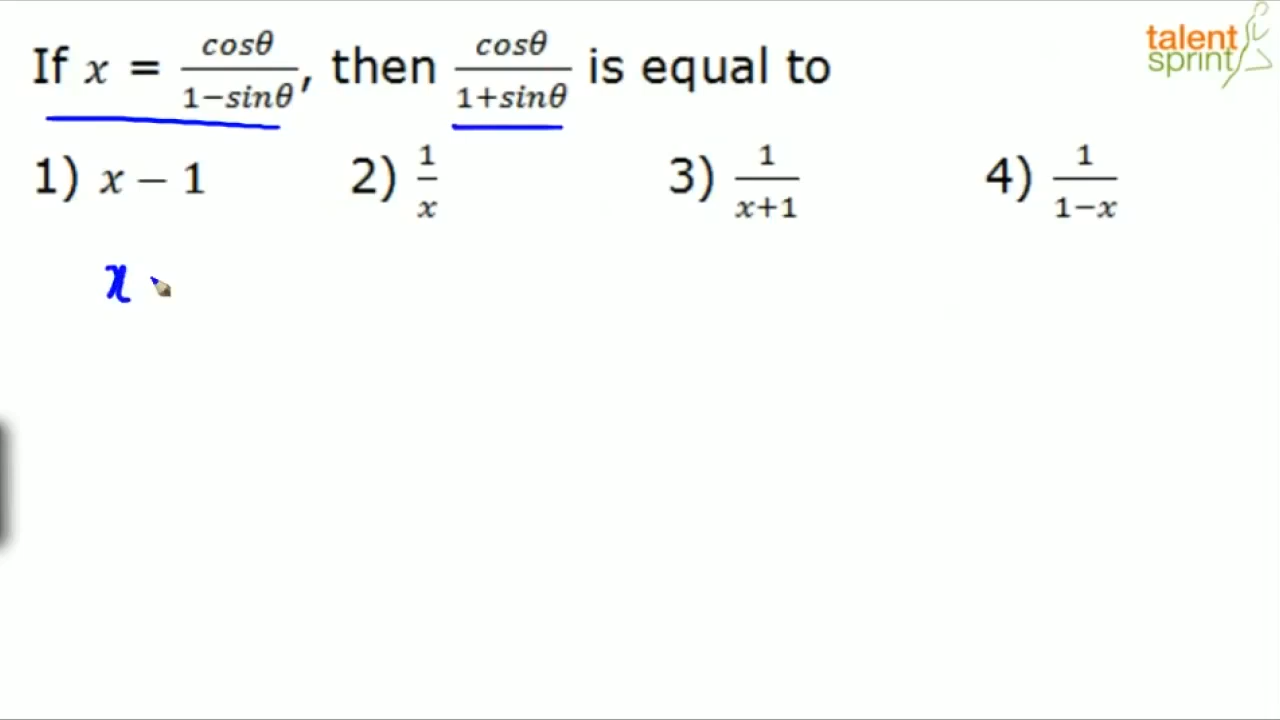 If x = cosθ/1−sinθ, then cosθ/1+sinθ is equal to
1) x − 1 2) 1/x 3) 1/x+1 4) 1/1−x
x
talent
sprint